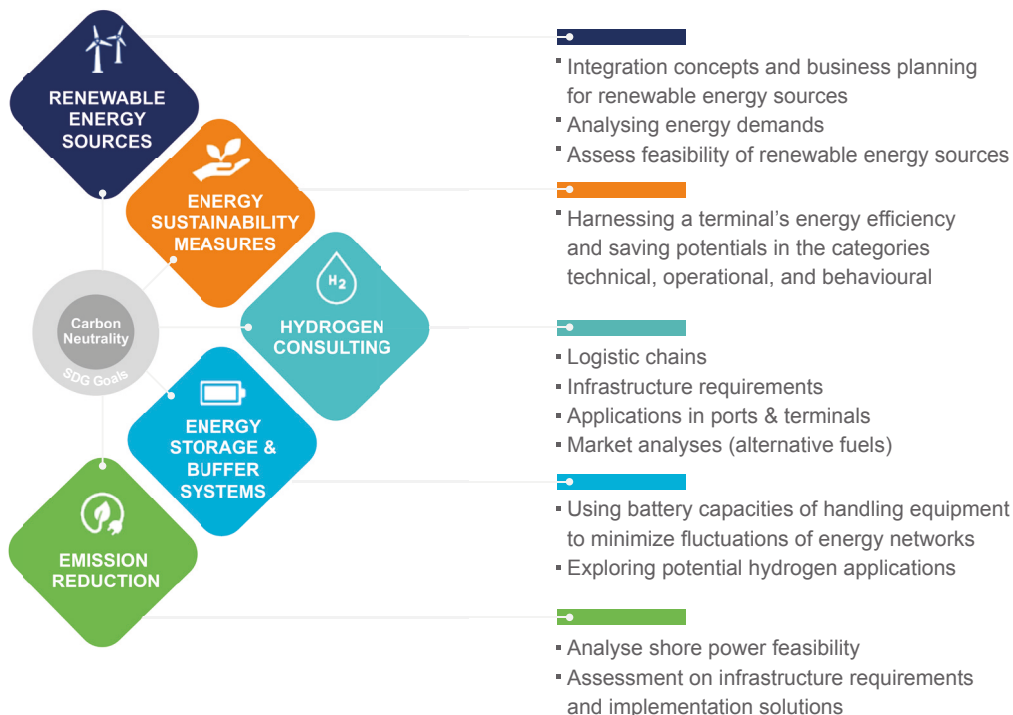 RENEWABLE
ENERGY
SOURCES
▪ Integration concepts and business planning
for renewable energy sources
▪ Analysing energy demands
▪ Assess feasibility of renewable energy sources
ENERGY
SUSTAINABILITY
MEASURES
▪ Harnessing a terminal’s energy efficiency
and saving potentials in the categories
technical, operational, and behavioural
Carbon
Neutrality
SDG Goals
H2
HYDROGEN
CONSULTING
▪ Logistic chains
▪ Infrastructure requirements
▪ Applications in ports & terminals
▪ Market analyses (alternative fuels)
ENERGY
STORAGE &
BUFFER
SYSTEMS
▪ Using battery capacities of handling equipment
to minimize fluctuations of energy networks
▪ Exploring potential hydrogen applications
EMISSION
REDUCTION
▪ Analyse shore power feasibility
▪ Assessment on infrastructure requirements
and implementation solutions